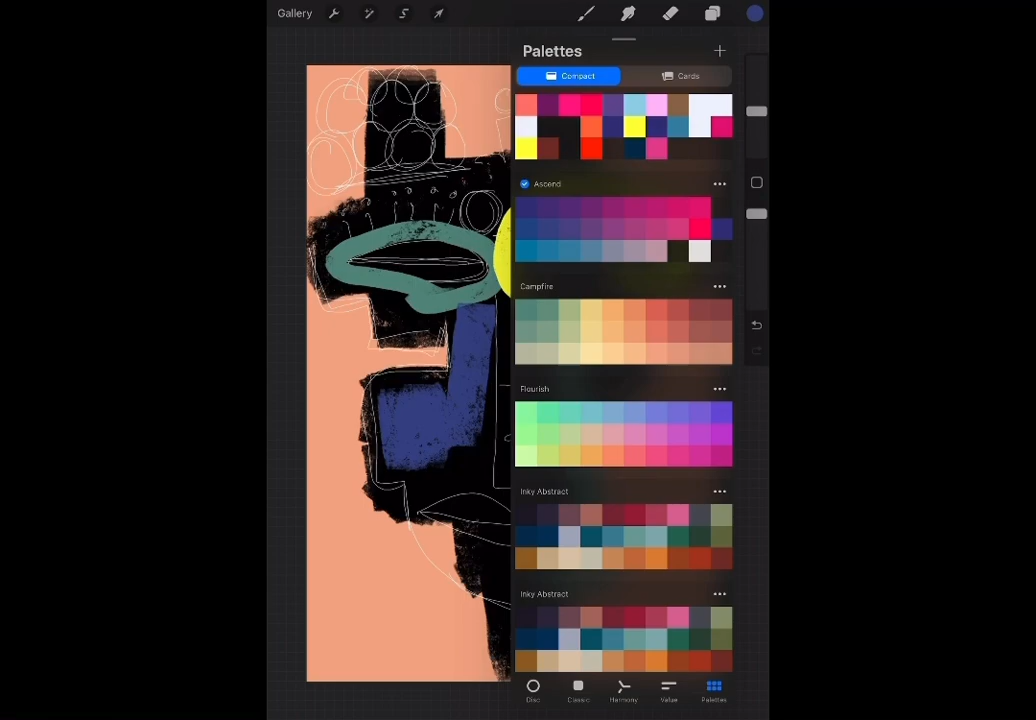 Gallery
Palettes
Compact
Cards
Ascend
Campfire
Flourish
Inky Abstract
Inky Abstract
Disc
Classic
Harmony
Value
Palettes